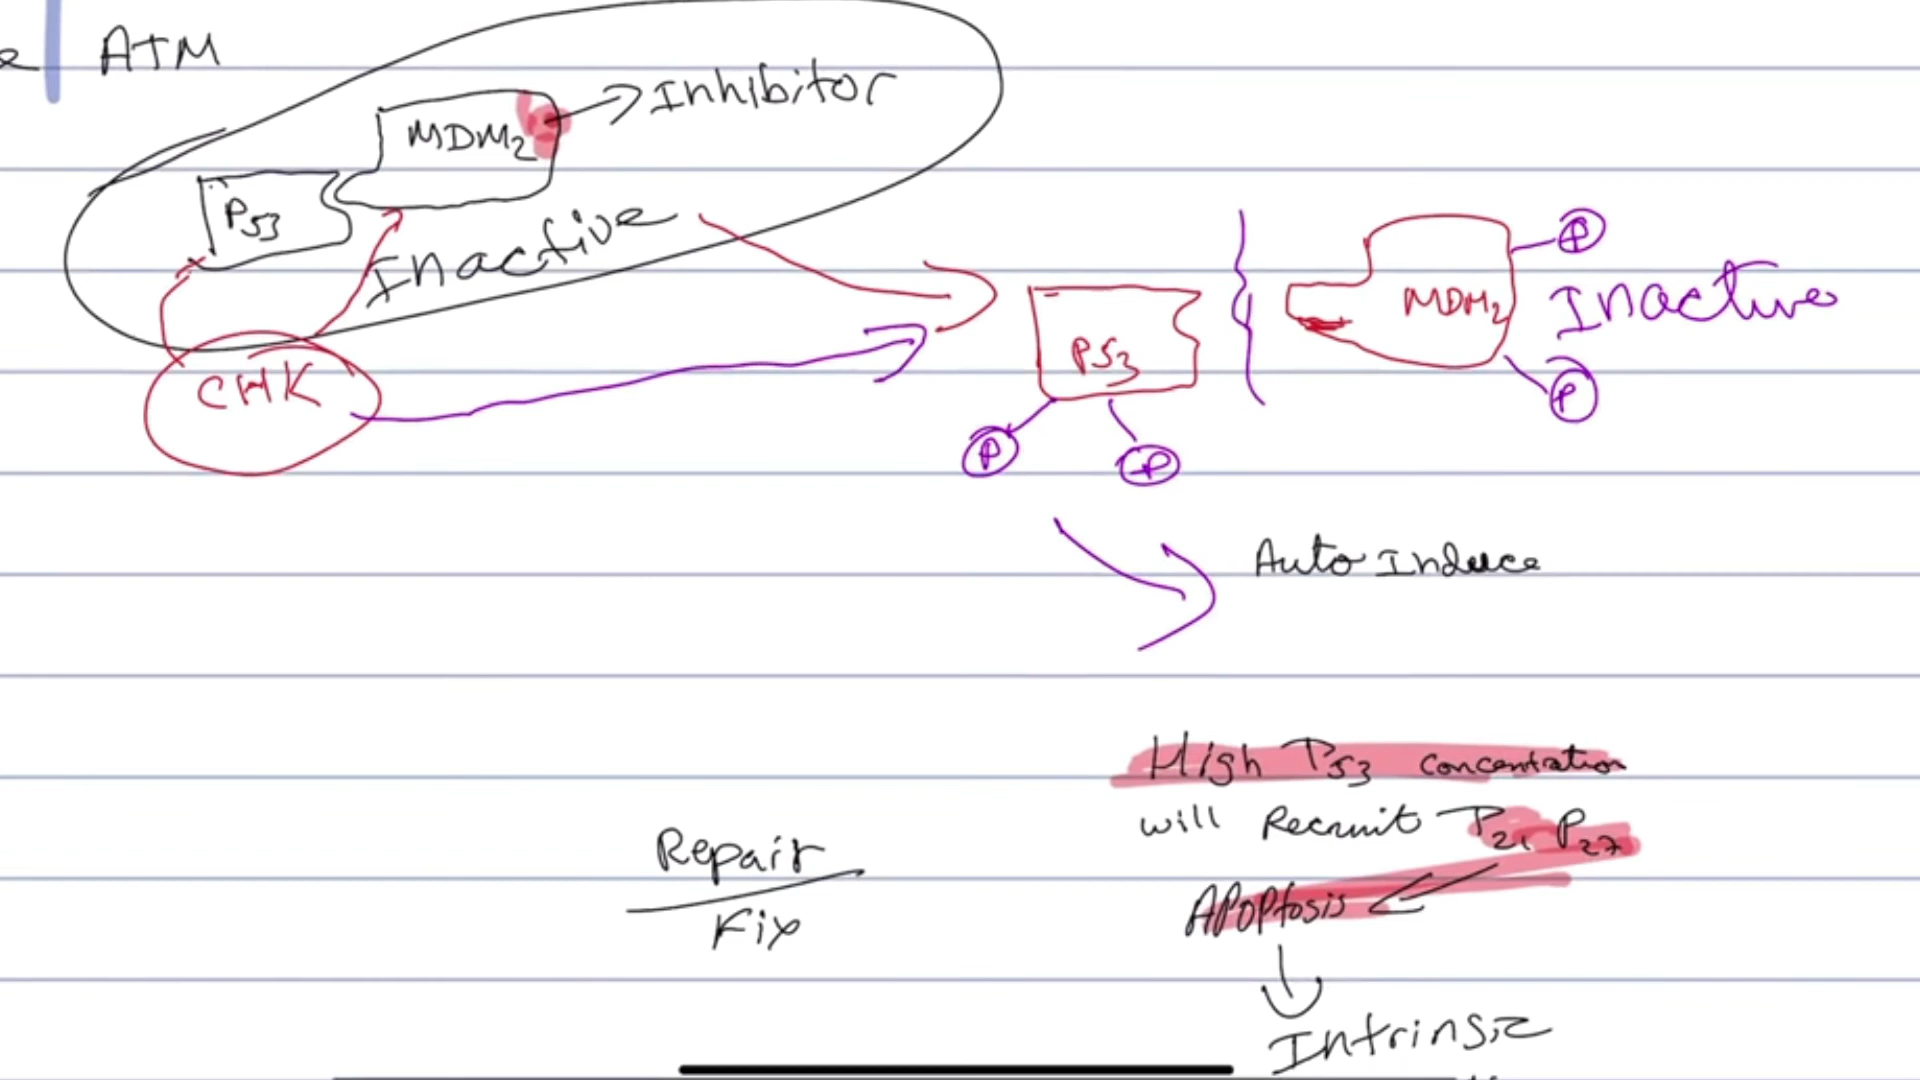 ATM
Inhibitor
MDM2
P53
Inactive
CHK
P53
MDM2
Inactive
P
P
P
P
Auto Induce
High P53 concentration
will Recruit P21 P27
Repair
Fix
Apoptosis
Intrinsic